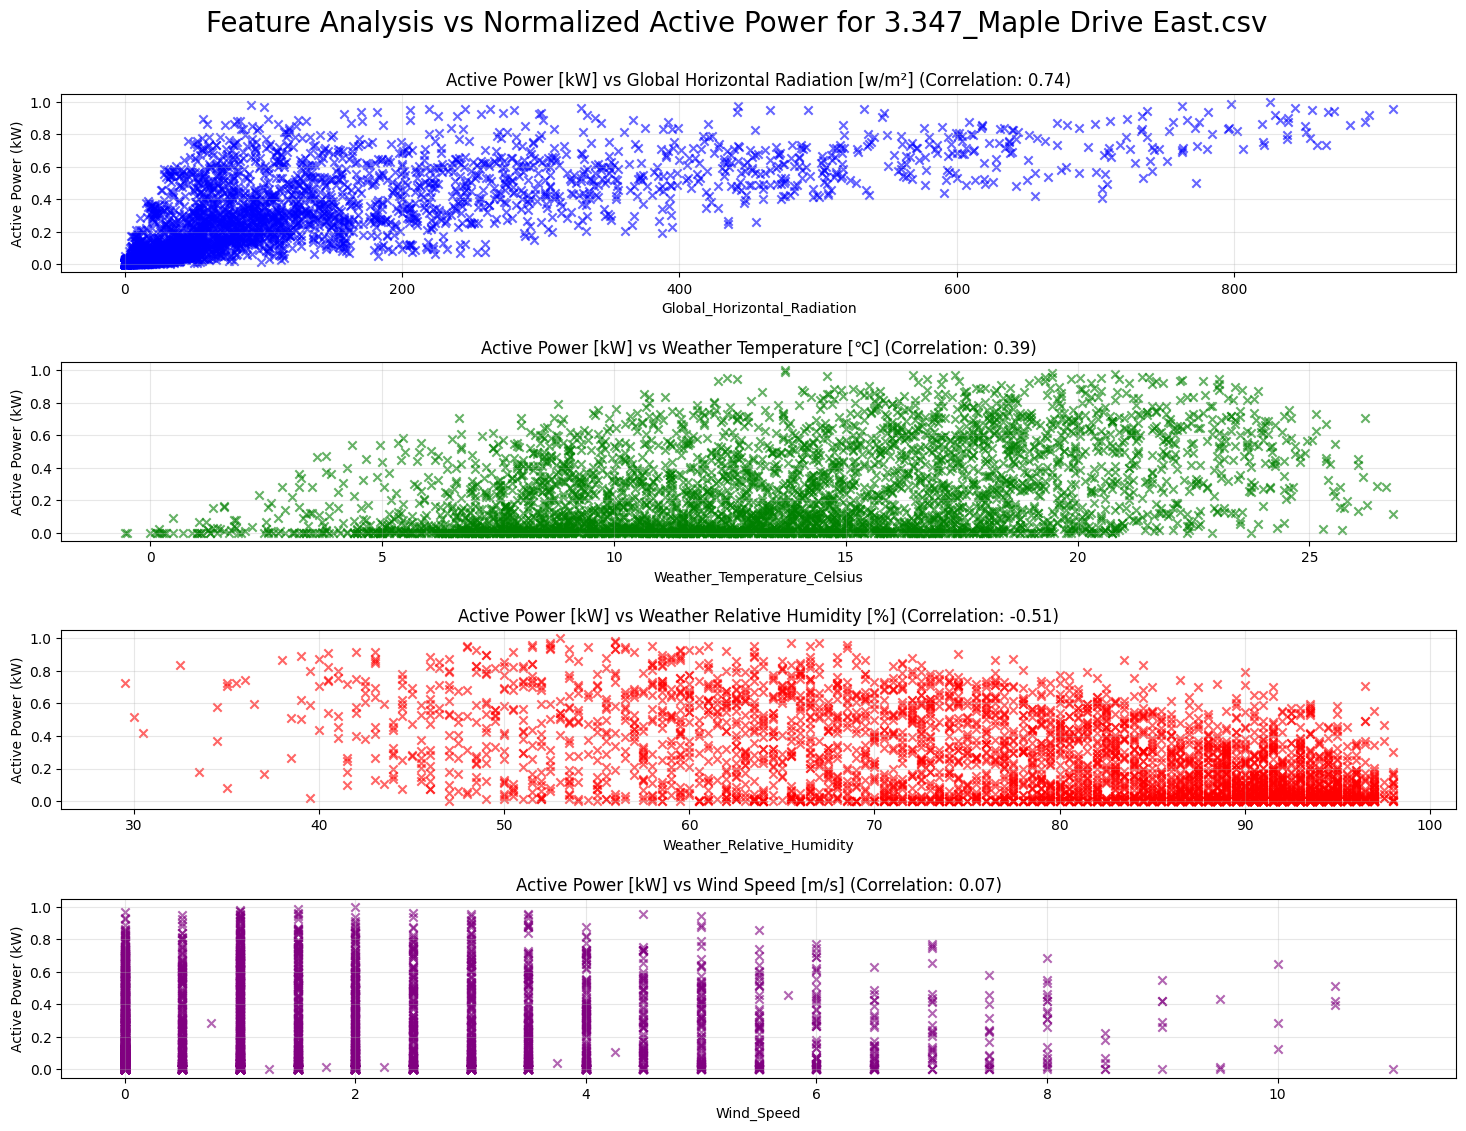 Feature Analysis vs Normalized Active Power for 3.347_Maple Drive East.csv
Active Power [kW] vs Global Horizontal Radiation [w/m²] (Correlation: 0.74)
Active Power (kW)
1.0
0.8
0.6
0.4
0.2
0.0
0 200 400 600 800
Global_Horizontal_Radiation
Active Power [kW] vs Weather Temperature [℃] (Correlation: 0.39)
Active Power (kW)
1.0
0.8
0.6
0.4
0.2
0.0
0 5 10 15 20 25
Weather_Temperature_Celsius
Active Power [kW] vs Weather Relative Humidity [%] (Correlation: -0.51)
Active Power (kW)
1.0
0.8
0.6
0.4
0.2
0.0
30 40 50 60 70 80 90 100
Weather_Relative_Humidity
Active Power [kW] vs Wind Speed [m/s] (Correlation: 0.07)
Active Power (kW)
1.0
0.8
0.6
0.4
0.2
0.0
0 2 4 6 8 10
Wind_Speed